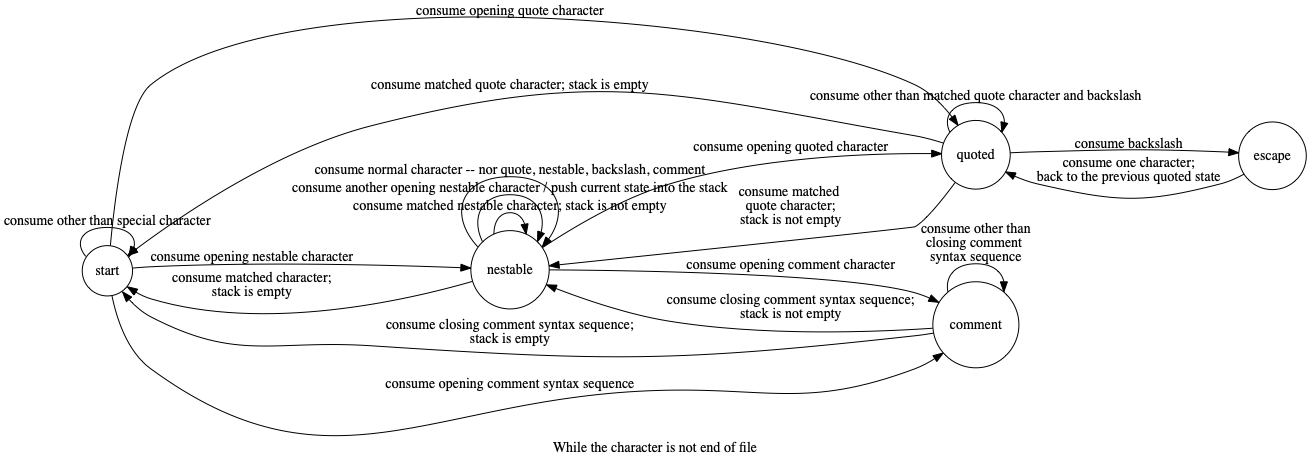 consume opening quote character
consume matched quote character; stack is empty
consume other than matched quote character and backslash
consume opening quoted character
consume backslash
quoted
escape
consume one character;
back to the previous quoted state
consume normal character -- nor quote, nestable, backslash, comment
consume another opening nestable character / push current state into the stack
consume matched nestable character; stack is not empty
consume matched
quote character;
stack is not empty
consume other than special character
consume other than
closing comment
syntax sequence
start
consume opening nestable character
nestable
consume opening comment character
consume matched character;
stack is empty
consume closing comment syntax sequence;
stack is not empty
comment
consume closing comment syntax sequence;
stack is empty
consume opening comment syntax sequence
While the character is not end of file